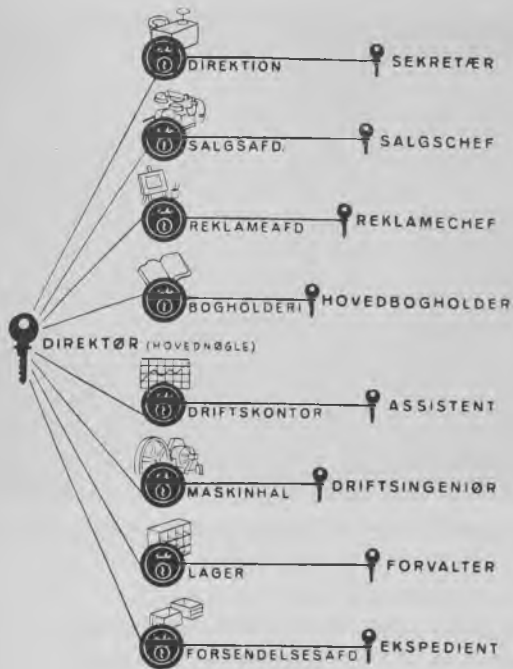 DIREKTION SEKRETÆR
SALGSAFD. SALGSCHEF
REKLAMEAFD REKLAMECHEF
BOGHOLDERI HOVEDBOGHOLDER
DIREKTØR (HOVEDNØGLE)
DRIFTSKONTOR ASSISTENT
MASKINHAL DRIFTSINGENIØR
LAGER FORVALTER
FORSENDELSESAFD EKSPEDIENT